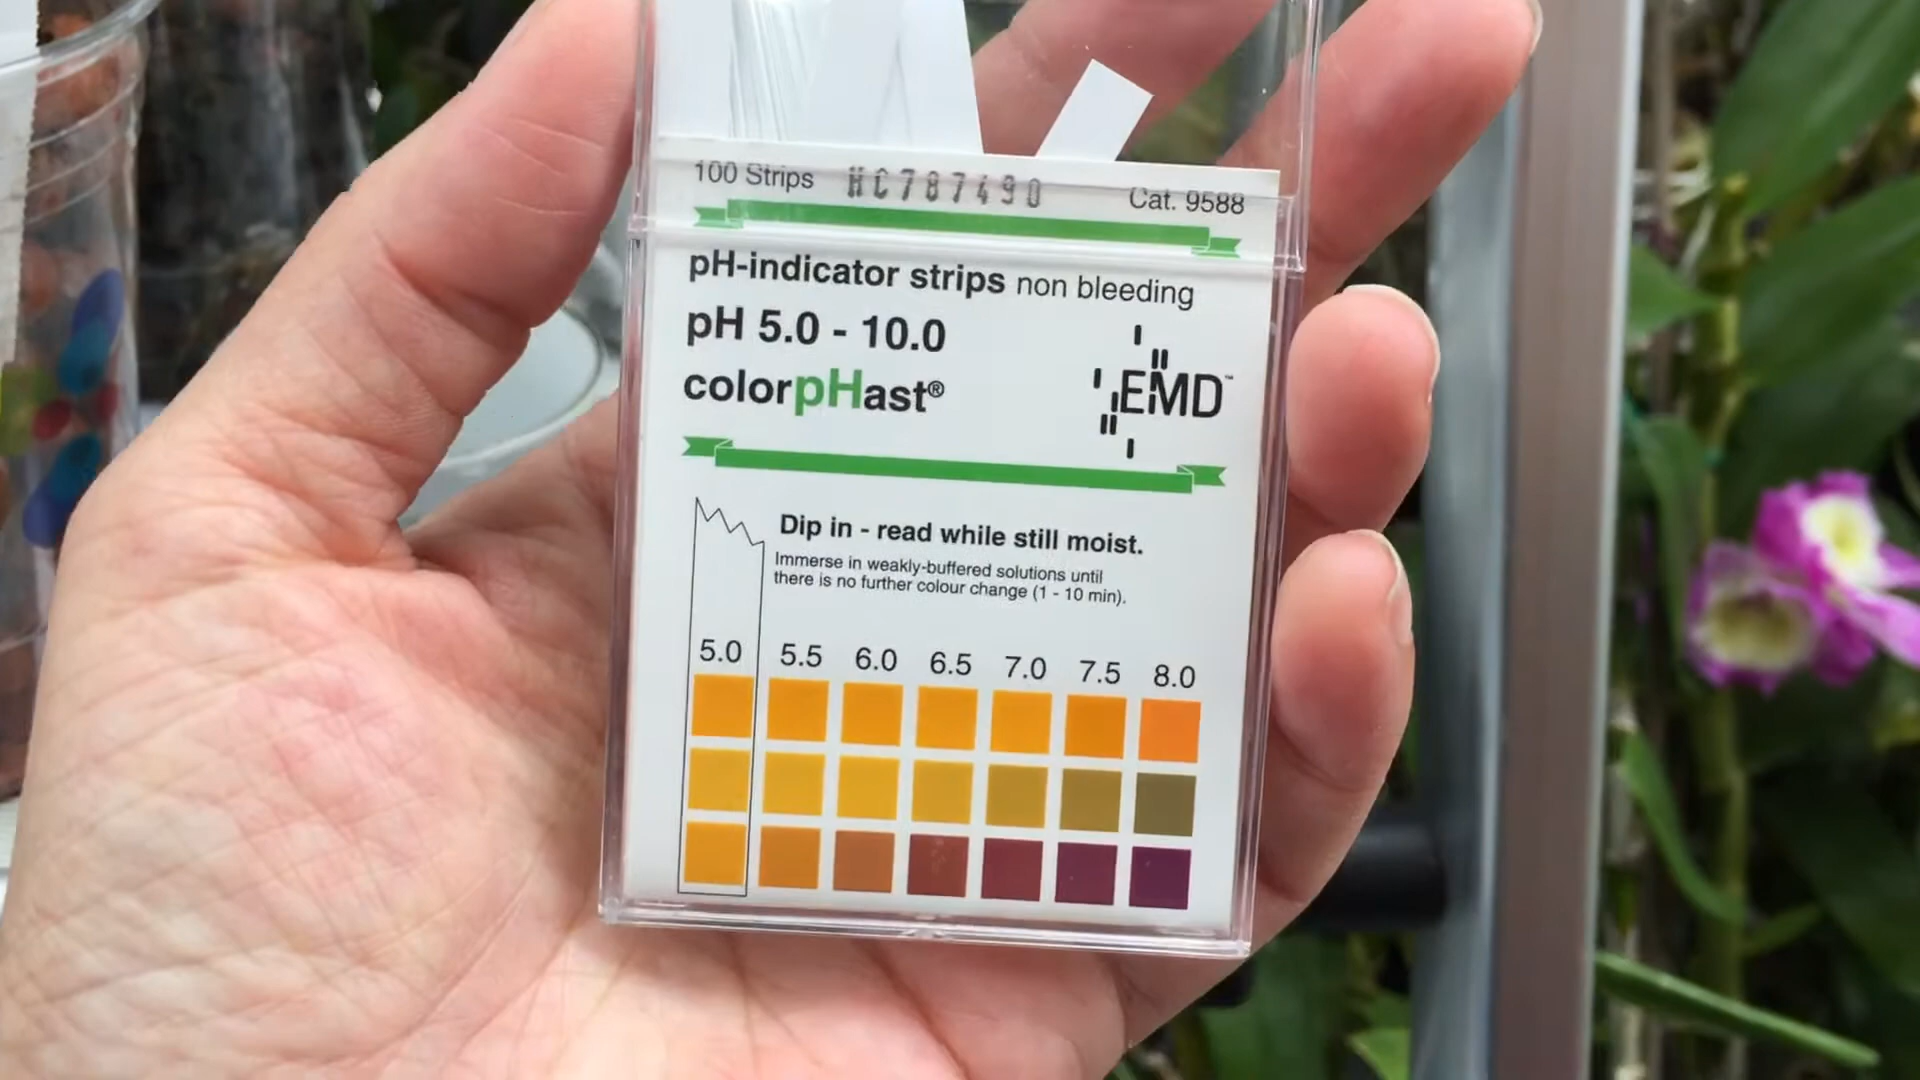 100 Strips HC787490 Cat. 9588
pH-indicator strips non bleeding
pH 5.0 - 10.0
colorpHast®
EMD™
Dip in - read while still moist.
Immerse in weakly-buffered solutions until
there is no further colour change (1 - 10 min).
5.0 5.5 6.0 6.5 7.0 7.5 8.0